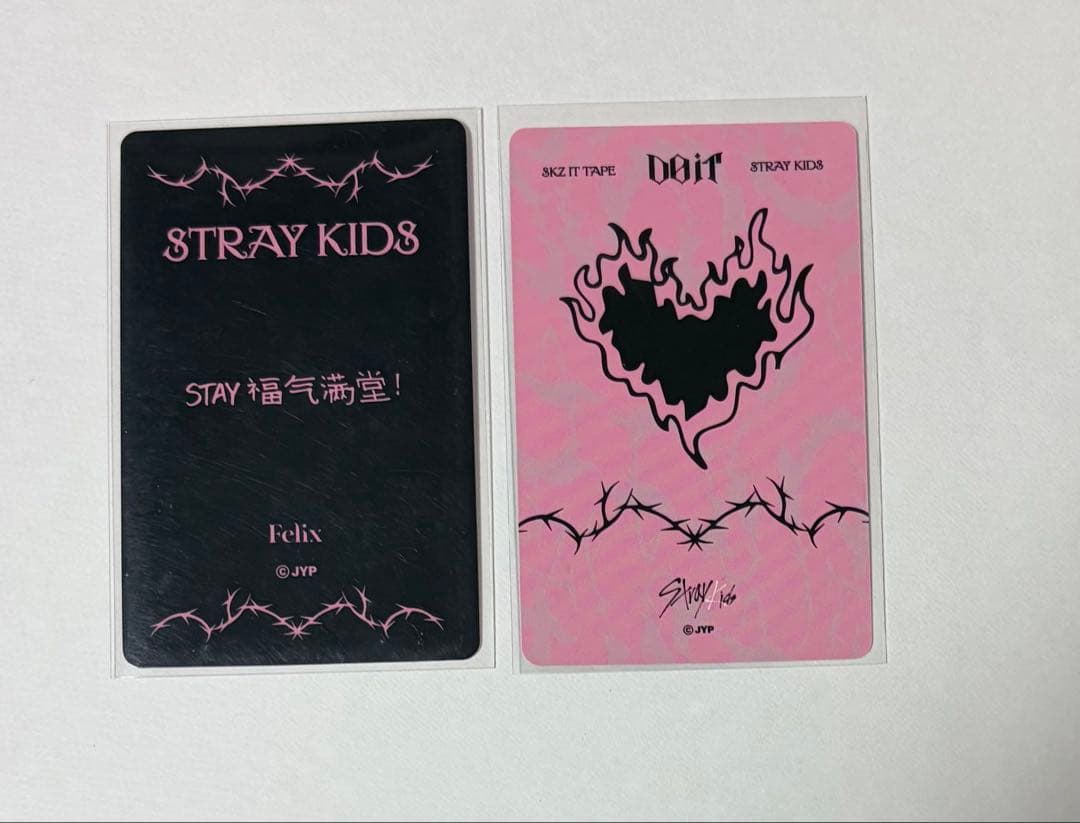 STRAY KIDS
STAY 福气满堂!
Felix
© JYP
SKZ IT TAPE
DO iT
STRAY KIDS
Stray Kids
© JYP